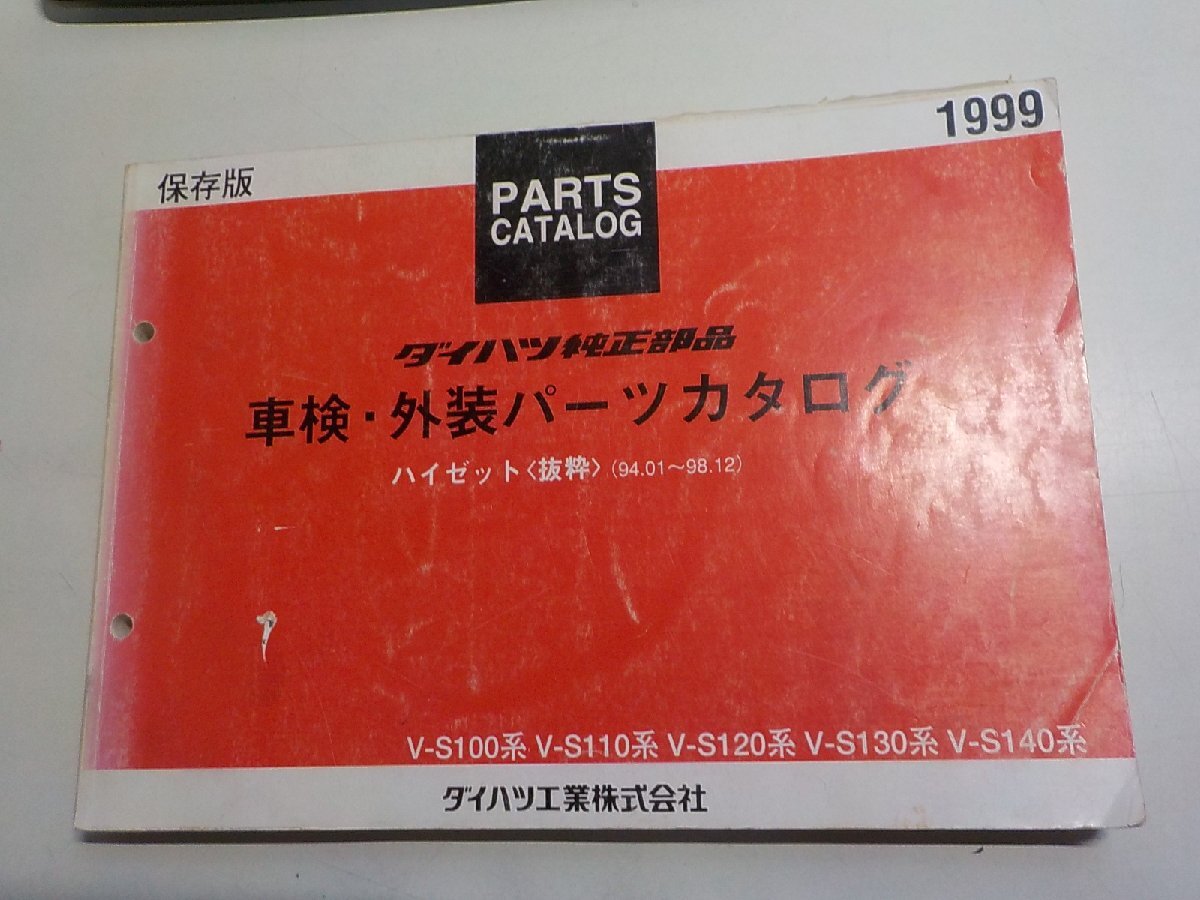 1999
保存版
PARTS
CATALOG
ダイハツ純正部品
車検・外装パーツカタログ
ハイゼット〈抜粋〉(94.01〜98.12)
V-S100系 V-S110系 V-S120系 V-S130系 V-S140系
ダイハツ工業株式会社